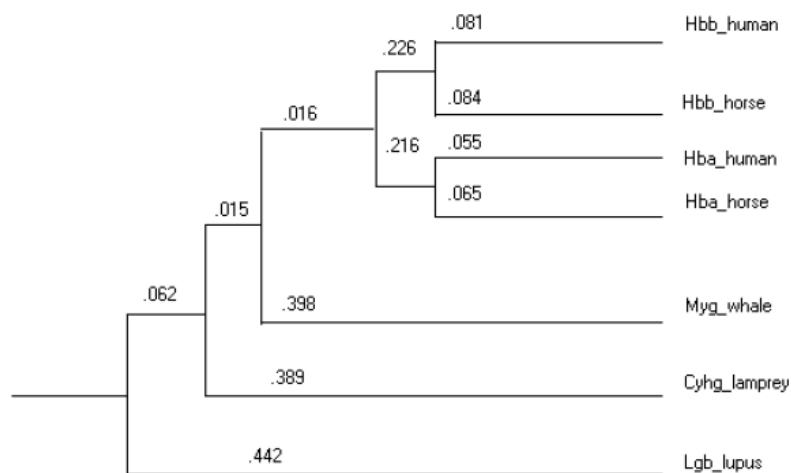 .081 Hbb_human
.226
.084 Hbb_horse
.016
.216 .055 Hba_human
.065 Hba_horse
.015
.062 .398 Myg_whale
.389 Cyhg_lamprey
.442 Lgb_lupus